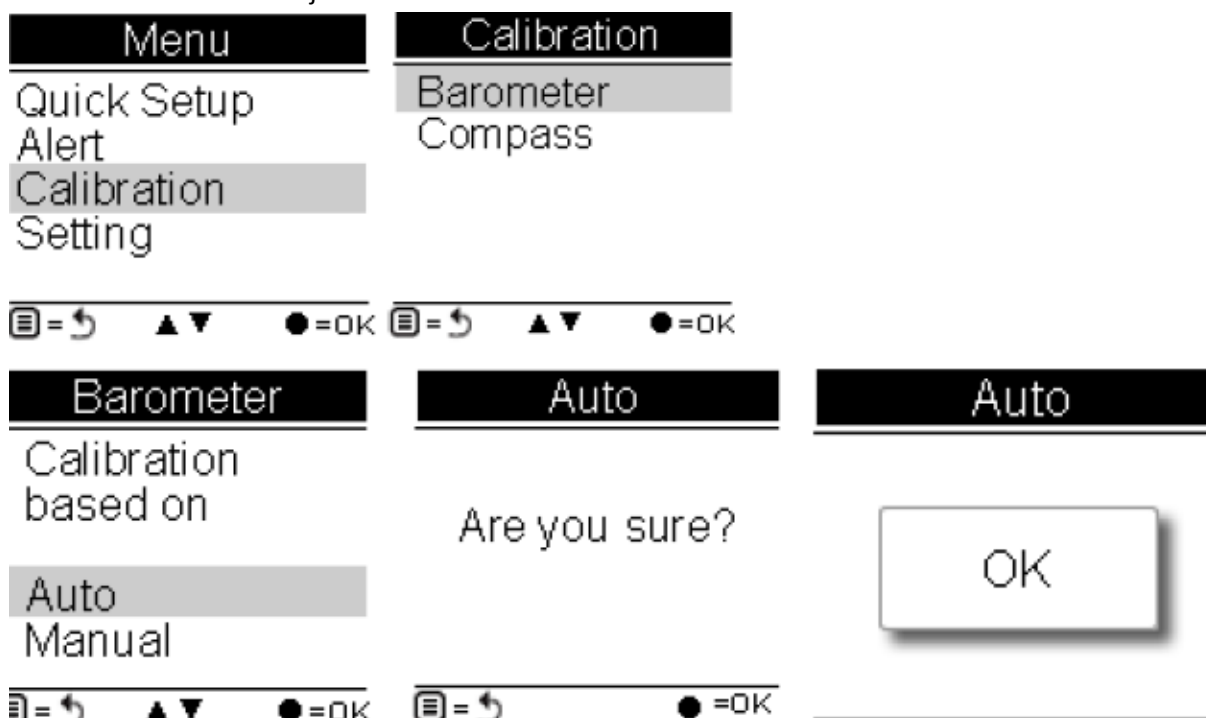 Menu
Quick Setup
Alert
Calibration
Setting
= ▲ ▼ ●=OK
Calibration
Barometer
Compass
= ▲ ▼ ●=OK
Barometer
Calibration
based on
Auto
Manual
= ▲ ▼ ●=OK
Auto
Are you sure?
= ● =OK
Auto
OK